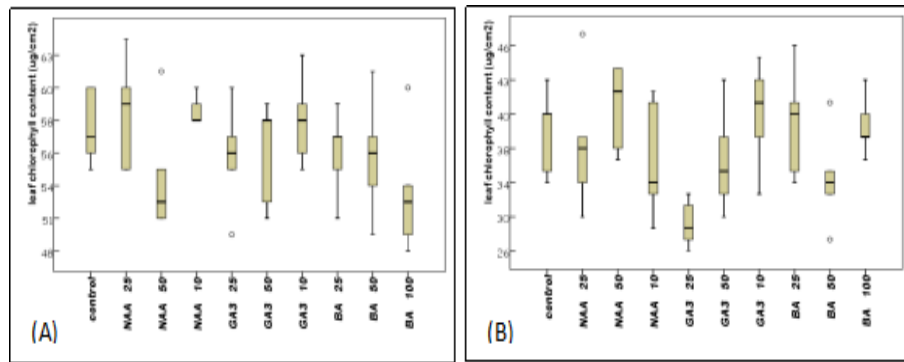 (A)
leaf chlorophyll content (ug/cm2)
63
60
56
54
51
48
control
NAA 25
NAA 50
NAA 10
GA3 25
GA3 50
GA3 10
BA 25
BA 50
BA 100
(B)
leaf chlorophyll content (ug/cm2)
46
43
40
38
34
30
26
control
NAA 25
NAA 50
NAA 10
GA3 25
GA3 50
GA3 10
BA 25
BA 50
BA 100